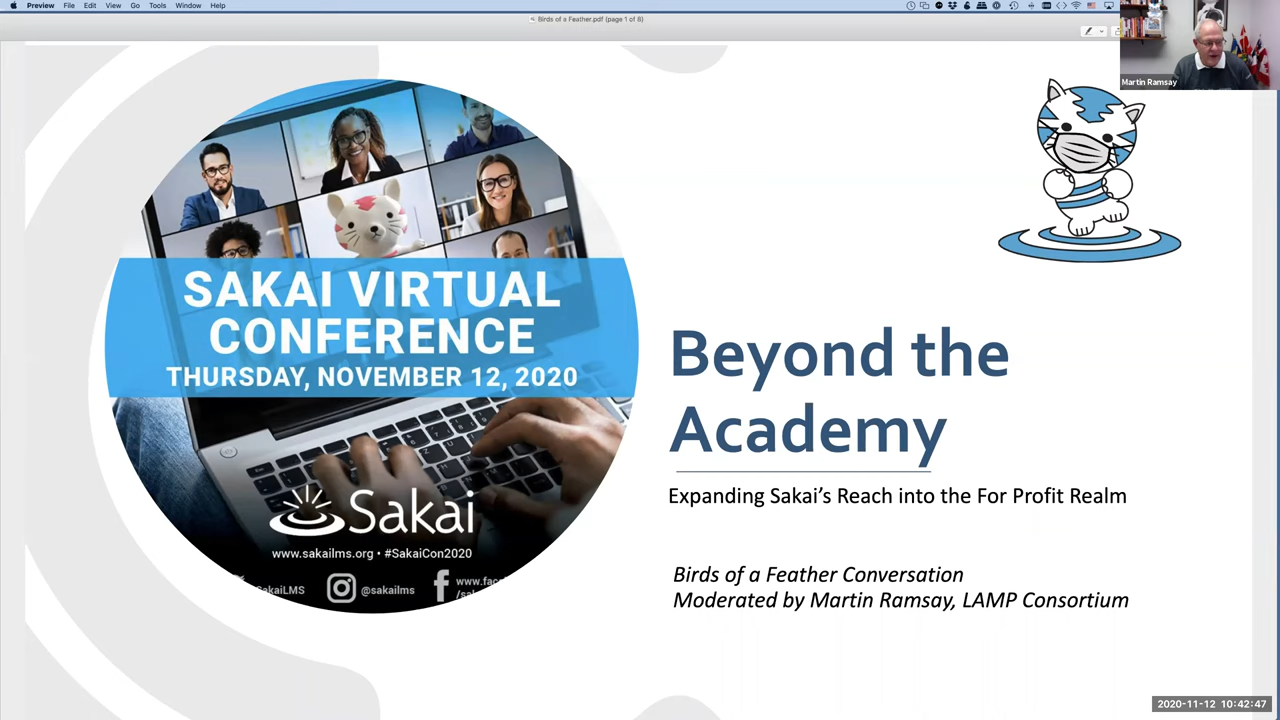 Preview File Edit View Go Tools Window Help
Birds of a Feather.pdf (page 1 of 8)
Martin Ramsay
SAKAI VIRTUAL
CONFERENCE
THURSDAY, NOVEMBER 12, 2020
Sakai
www.sakailms.org • #SakaiCon2020
SakaiLMS
@sakailms
Beyond the
Academy
Expanding Sakai's Reach into the For Profit Realm
Birds of a Feather Conversation
Moderated by Martin Ramsay, LAMP Consortium
2020-11-12 10:42:47